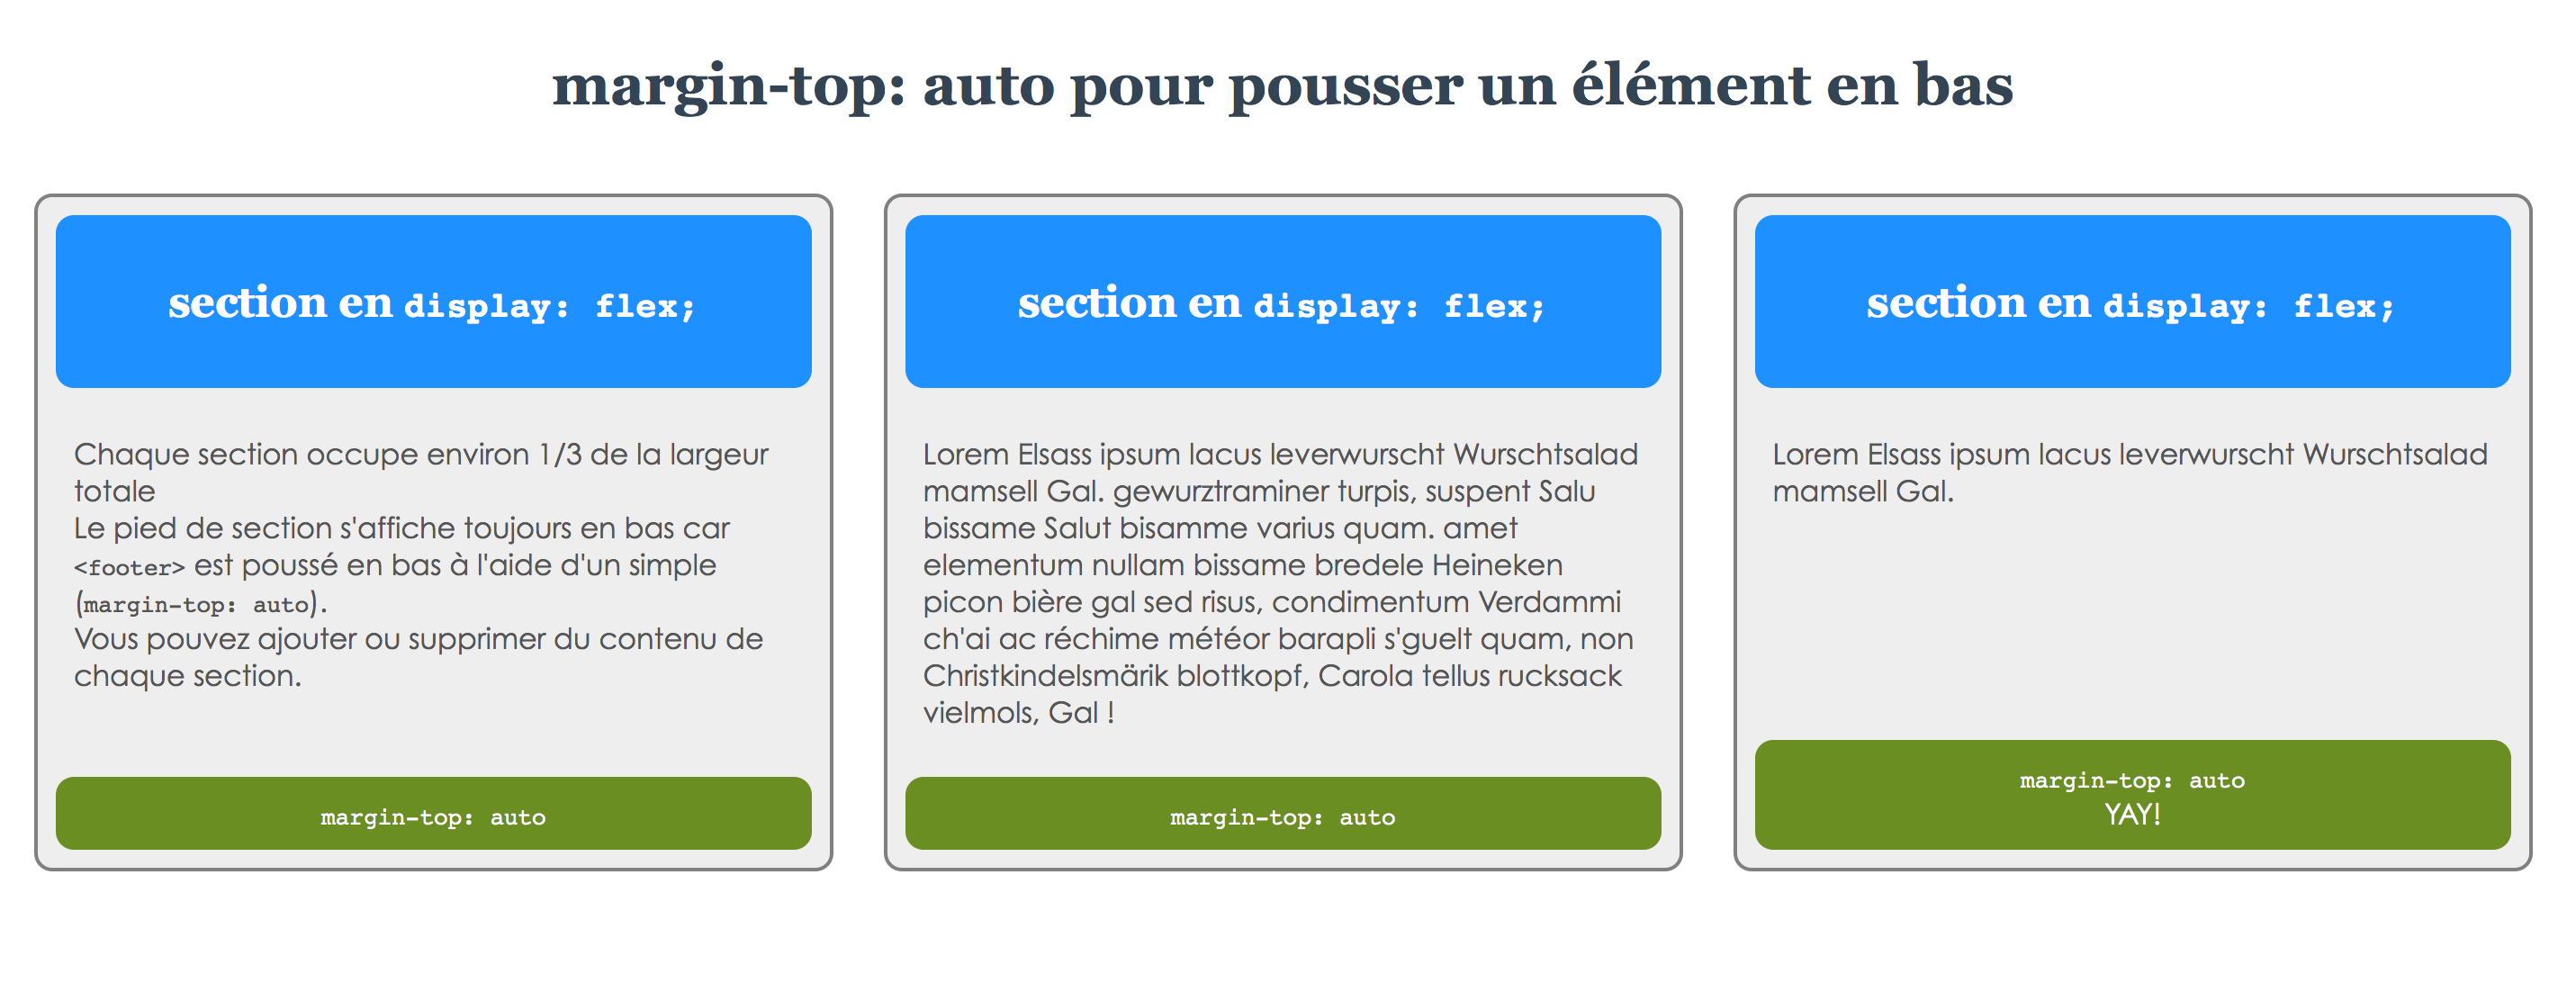 margin-top: auto pour pousser un élément en bas
section en display: flex;
Chaque section occupe environ 1/3 de la largeur
totale
Le pied de section s'affiche toujours en bas car
<footer> est poussé en bas à l'aide d'un simple
(margin-top: auto).
Vous pouvez ajouter ou supprimer du contenu de
chaque section.
margin-top: auto
section en display: flex;
Lorem Elsass ipsum lacus leverwurscht Wurschtsalad
mamsell Gal. gewurztraminer turpis, suspent Salu
bissame Salut bisamme varius quam. amet
elementum nullam bissame bredele Heineken
picon bière gal sed risus, condimentum Verdammi
ch'ai ac réchime météor barapli s'guelt quam, non
Christkindelsmärik blottkopf, Carola tellus rucksack
vielmols, Gal !
margin-top: auto
section en display: flex;
Lorem Elsass ipsum lacus leverwurscht Wurschtsalad
mamsell Gal.
margin-top: auto
YAY!